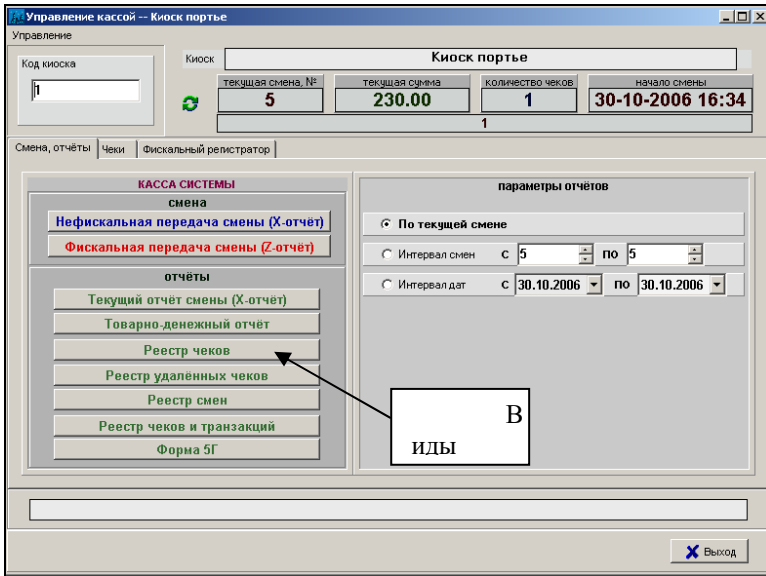 Управление кассой -- Киоск портье
Управление
Код киоска
1
Киоск
Киоск портье
текущая смена, №
5
текущая сумма
230.00
количество чеков
1
начало смены
30-10-2006 16:34
1
Смена, отчёты
Чеки
Фискальный регистратор
КАССА СИСТЕМЫ
смена
Нефискальная передача смены (X-отчёт)
Фискальная передача смены (Z-отчёт)
отчёты
Текущий отчёт смены (X-отчёт)
Товарно-денежный отчёт
Реестр чеков
Реестр удалённых чеков
Реестр смен
Реестр чеков и транзакций
Форма 5Г
параметры отчётов
По текущей смене
Интервал смен с 5 по 5
Интервал дат с 30.10.2006 по 30.10.2006
В
иды
Выход